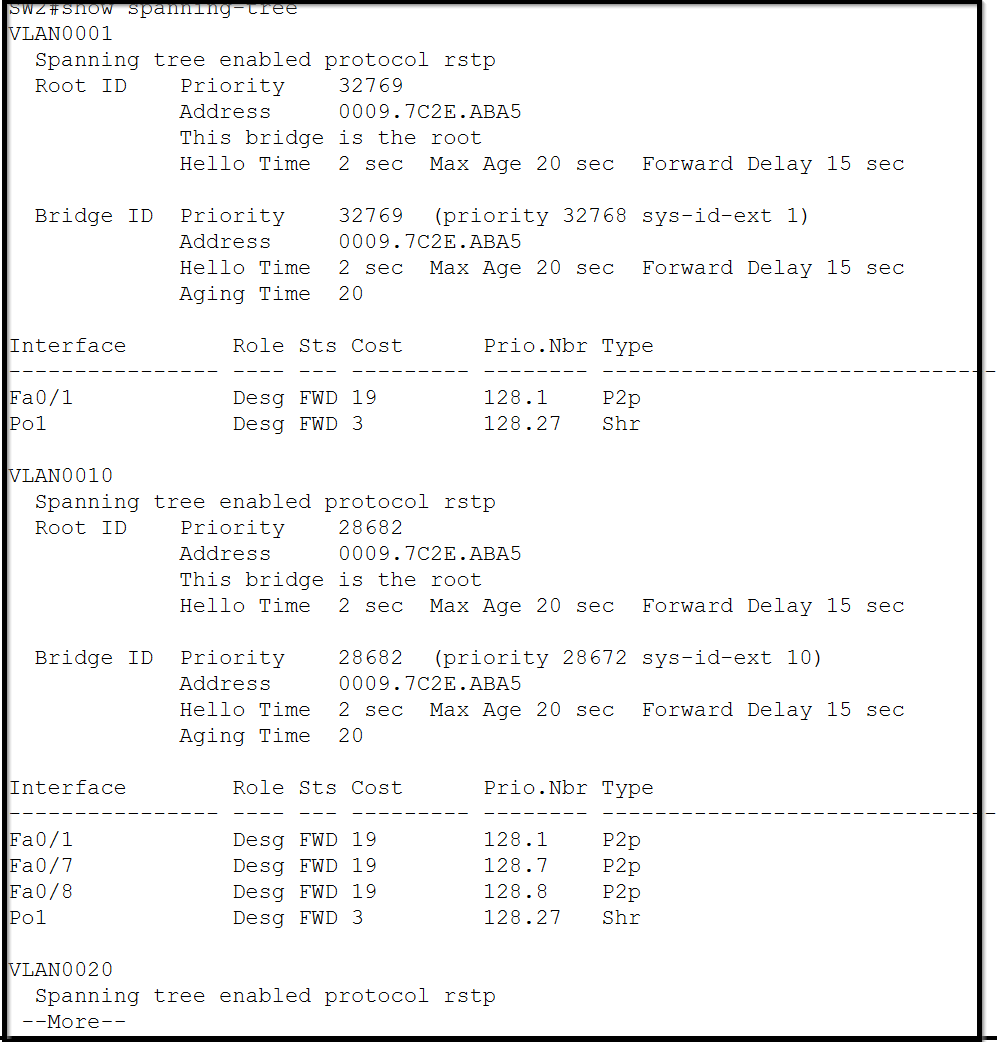 SW2#show spanning-tree
VLAN0001
  Spanning tree enabled protocol rstp
  Root ID    Priority    32769
             Address     0009.7C2E.ABA5
             This bridge is the root
             Hello Time  2 sec  Max Age 20 sec  Forward Delay 15 sec

  Bridge ID  Priority    32769  (priority 32768 sys-id-ext 1)
             Address     0009.7C2E.ABA5
             Hello Time  2 sec  Max Age 20 sec  Forward Delay 15 sec
             Aging Time  20

Interface        Role Sts Cost      Prio.Nbr Type
---------------- ---- --- --------- -------- ------------------------------
Fa0/1            Desg FWD 19        128.1    P2p
Po1              Desg FWD 3         128.27   Shr

VLAN0010
  Spanning tree enabled protocol rstp
  Root ID    Priority    28682
             Address     0009.7C2E.ABA5
             This bridge is the root
             Hello Time  2 sec  Max Age 20 sec  Forward Delay 15 sec

  Bridge ID  Priority    28682  (priority 28672 sys-id-ext 10)
             Address     0009.7C2E.ABA5
             Hello Time  2 sec  Max Age 20 sec  Forward Delay 15 sec
             Aging Time  20

Interface        Role Sts Cost      Prio.Nbr Type
---------------- ---- --- --------- -------- ------------------------------
Fa0/1            Desg FWD 19        128.1    P2p
Fa0/7            Desg FWD 19        128.7    P2p
Fa0/8            Desg FWD 19        128.8    P2p
Po1              Desg FWD 3         128.27   Shr

VLAN0020
  Spanning tree enabled protocol rstp
 --More--